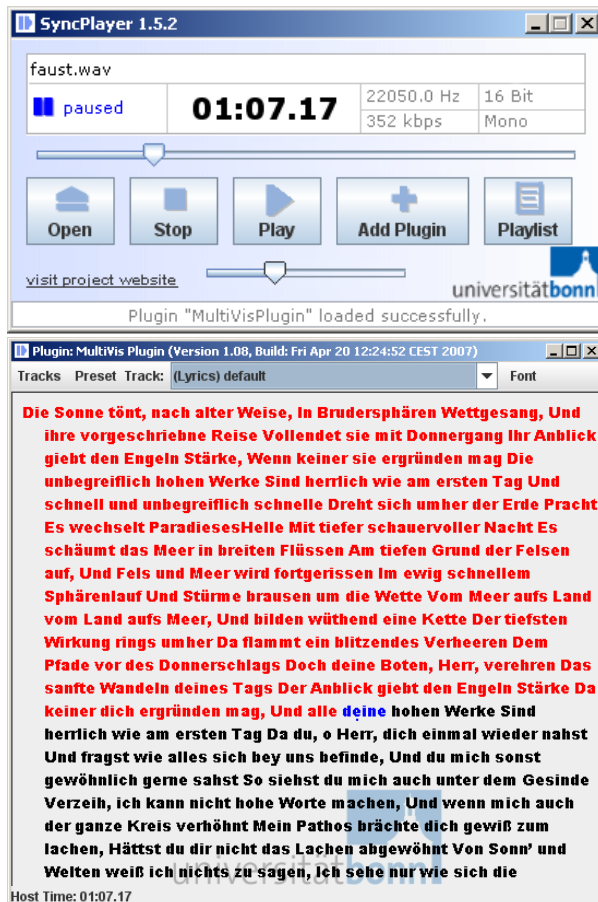 SyncPlayer 1.5.2
faust.wav
paused
01:07.17
22050.0 Hz
16 Bit
352 kbps
Mono
Open
Stop
Play
Add Plugin
Playlist
visit project website
universitätbonn
Plugin "MultiVisPlugin" loaded successfully.
Plugin: MultiVis Plugin (Version 1.08, Build: Fri Apr 20 12:24:52 CEST 2007)
Tracks Preset Track: (Lyrics) default Font
Die Sonne tönt, nach alter Weise, In Brudersphären Wettgesang, Und
ihre vorgeschriebne Reise Vollendet sie mit Donnergang Ihr Anblick
giebt den Engeln Stärke, Wenn keiner sie ergründen mag Die
unbegreiflich hohen Werke Sind herrlich wie am ersten Tag Und
schnell und unbegreiflich schnelle Dreht sich umher der Erde Pracht
Es wechselt ParadiesesHelle Mit tiefer schauervoller Nacht Es
schäumt das Meer in breiten Flüssen Am tiefen Grund der Felsen
auf, Und Fels und Meer wird fortgerissen Im ewig schnellem
Sphärenlauf Und Stürme brausen um die Wette Vom Meer aufs Land
vom Land aufs Meer, Und bilden wüthend eine Kette Der tiefsten
Wirkung rings umher Da flammt ein blitzendes Verheeren Dem
Pfade vor des Donnerschlags Doch deine Boten, Herr, verehren Das
sanfte Wandeln deines Tags Der Anblick giebt den Engeln Stärke Da
keiner dich ergründen mag, Und alle deine hohen Werke Sind
herrlich wie am ersten Tag Da du, o Herr, dich einmal wieder nahst
Und fragst wie alles sich bey uns befinde, Und du mich sonst
gewöhnlich gerne sahst So siehst du mich auch unter dem Gesinde
Verzeih, ich kann nicht hohe Worte machen, Und wenn mich auch
der ganze Kreis verhöhnt Mein Pathos brächte dich gewiß zum
lachen, Hättst du dir nicht das Lachen abgewöhnt Von Sonn' und
Welten weiß ich nichts zu sagen, Ich sehe nur wie sich die
universitätbonn
Host Time: 01:07.17